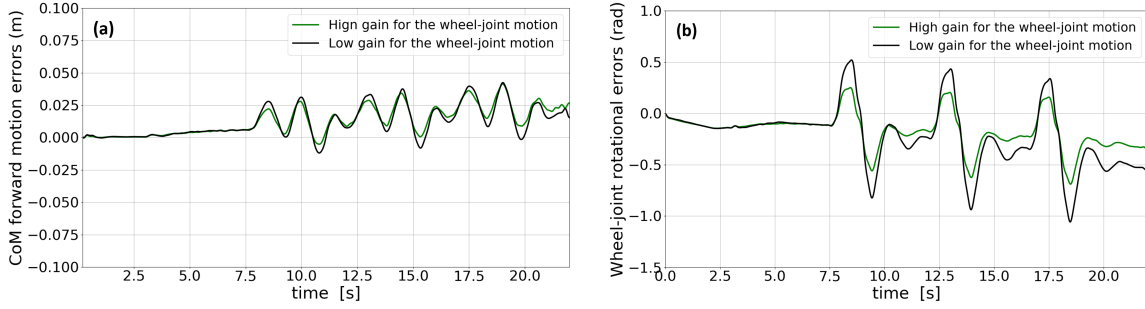 CoM forward motion errors (m)
0.100
0.075
0.050
0.025
0.000
−0.025
−0.050
−0.075
−0.100
(a)
Hign gain for the wheel-joint motion
Low gain for the wheel-joint motion
2.5 5.0 7.5 10.0 12.5 15.0 17.5 20.0
time [s]
Wheel-joint rotational errors (rad)
−1.0
0.5
0.0
−0.5
−1.0
−1.5
(b)
High gain for the wheel-joint motion
Low gain for the wheel-joint motion
0.0 2.5 5.0 7.5 10.0 12.5 15.0 17.5 20.0
time [s]